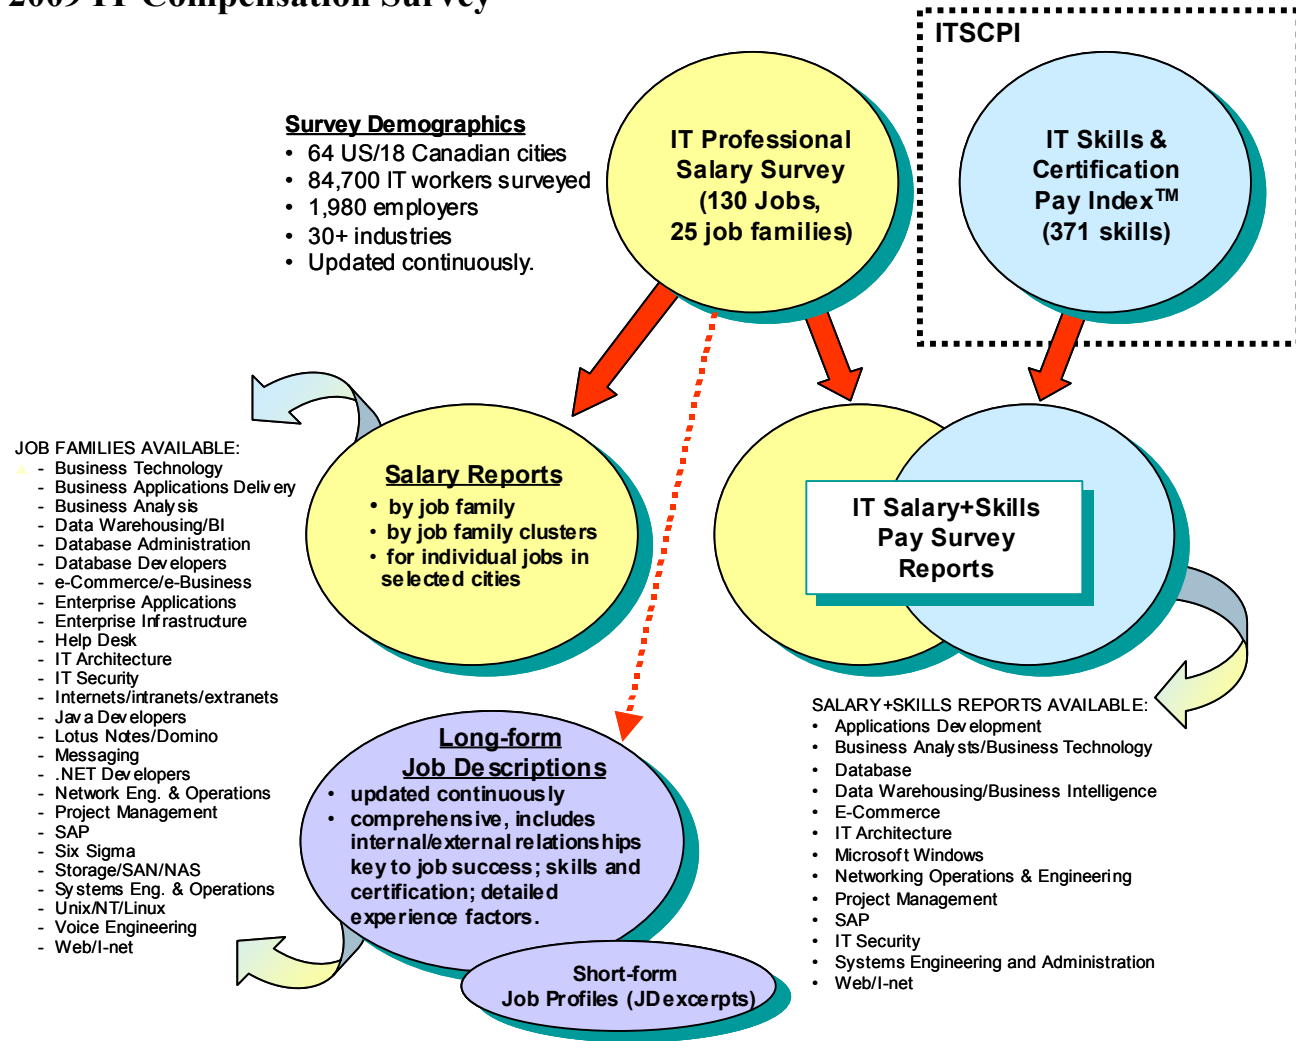 2009 IT Compensation Survey
ITSCPI
Survey Demographics
• 64 US/18 Canadian cities
• 84,700 IT workers surveyed
• 1,980 employers
• 30+ industries
• Updated continuously.
IT Professional
Salary Survey
(130 Jobs,
25 job families)
IT Skills &
Certification
Pay Index™
(371 skills)
JOB FAMILIES AVAILABLE:
- Business Technology
- Business Applications Delivery
- Business Analysis
- Data Warehousing/BI
- Database Administration
- Database Developers
- e-Commerce/e-Business
- Enterprise Applications
- Enterprise Infrastructure
- Help Desk
- IT Architecture
- IT Security
- Internets/intranets/extranets
- Java Developers
- Lotus Notes/Domino
- Messaging
- .NET Developers
- Network Eng. & Operations
- Project Management
- SAP
- Six Sigma
- Storage/SAN/NAS
- Systems Eng. & Operations
- Unix/NT/Linux
- Voice Engineering
- Web/I-net
Salary Reports
• by job family
• by job family clusters
• for individual jobs in
selected cities
IT Salary+Skills
Pay Survey
Reports
Long-form
Job Descriptions
• updated continuously
• comprehensive, includes
internal/external relationships
key to job success; skills and
certification; detailed
experience factors.
Short-form
Job Profiles (JD excerpts)
SALARY+SKILLS REPORTS AVAILABLE:
• Applications Development
• Business Analysts/Business Technology
• Database
• Data Warehousing/Business Intelligence
• E-Commerce
• IT Architecture
• Microsoft Windows
• Networking Operations & Engineering
• Project Management
• SAP
• IT Security
• Systems Engineering and Administration
• Web/I-net